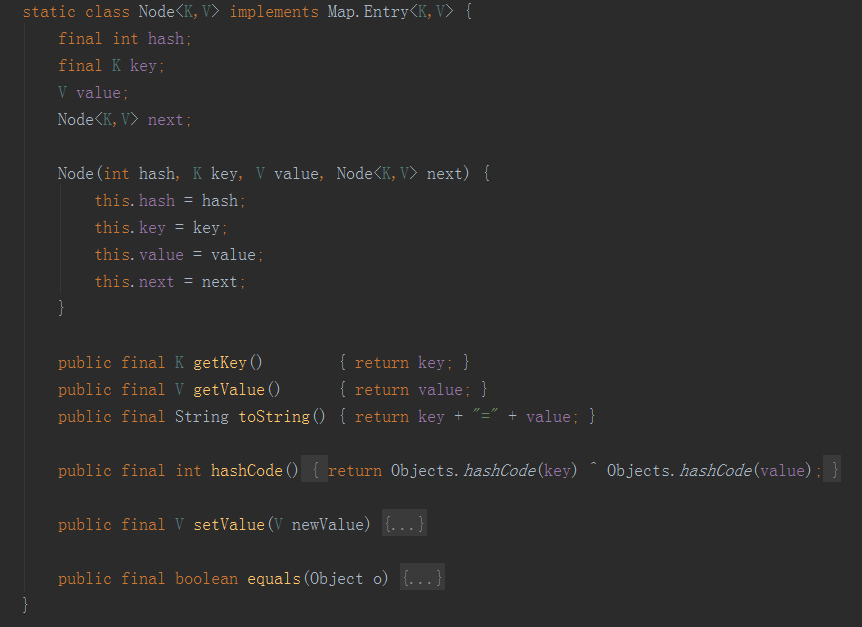 static class Node<K,V> implements Map.Entry<K,V> {
    final int hash;
    final K key;
    V value;
    Node<K,V> next;

    Node(int hash, K key, V value, Node<K,V> next) {
        this.hash = hash;
        this.key = key;
        this.value = value;
        this.next = next;
    }

    public final K getKey()        { return key; }
    public final V getValue()      { return value; }
    public final String toString() { return key + "=" + value; }

    public final int hashCode() { return Objects.hashCode(key) ^ Objects.hashCode(value); }

    public final V setValue(V newValue) {...}

    public final boolean equals(Object o) {...}
}